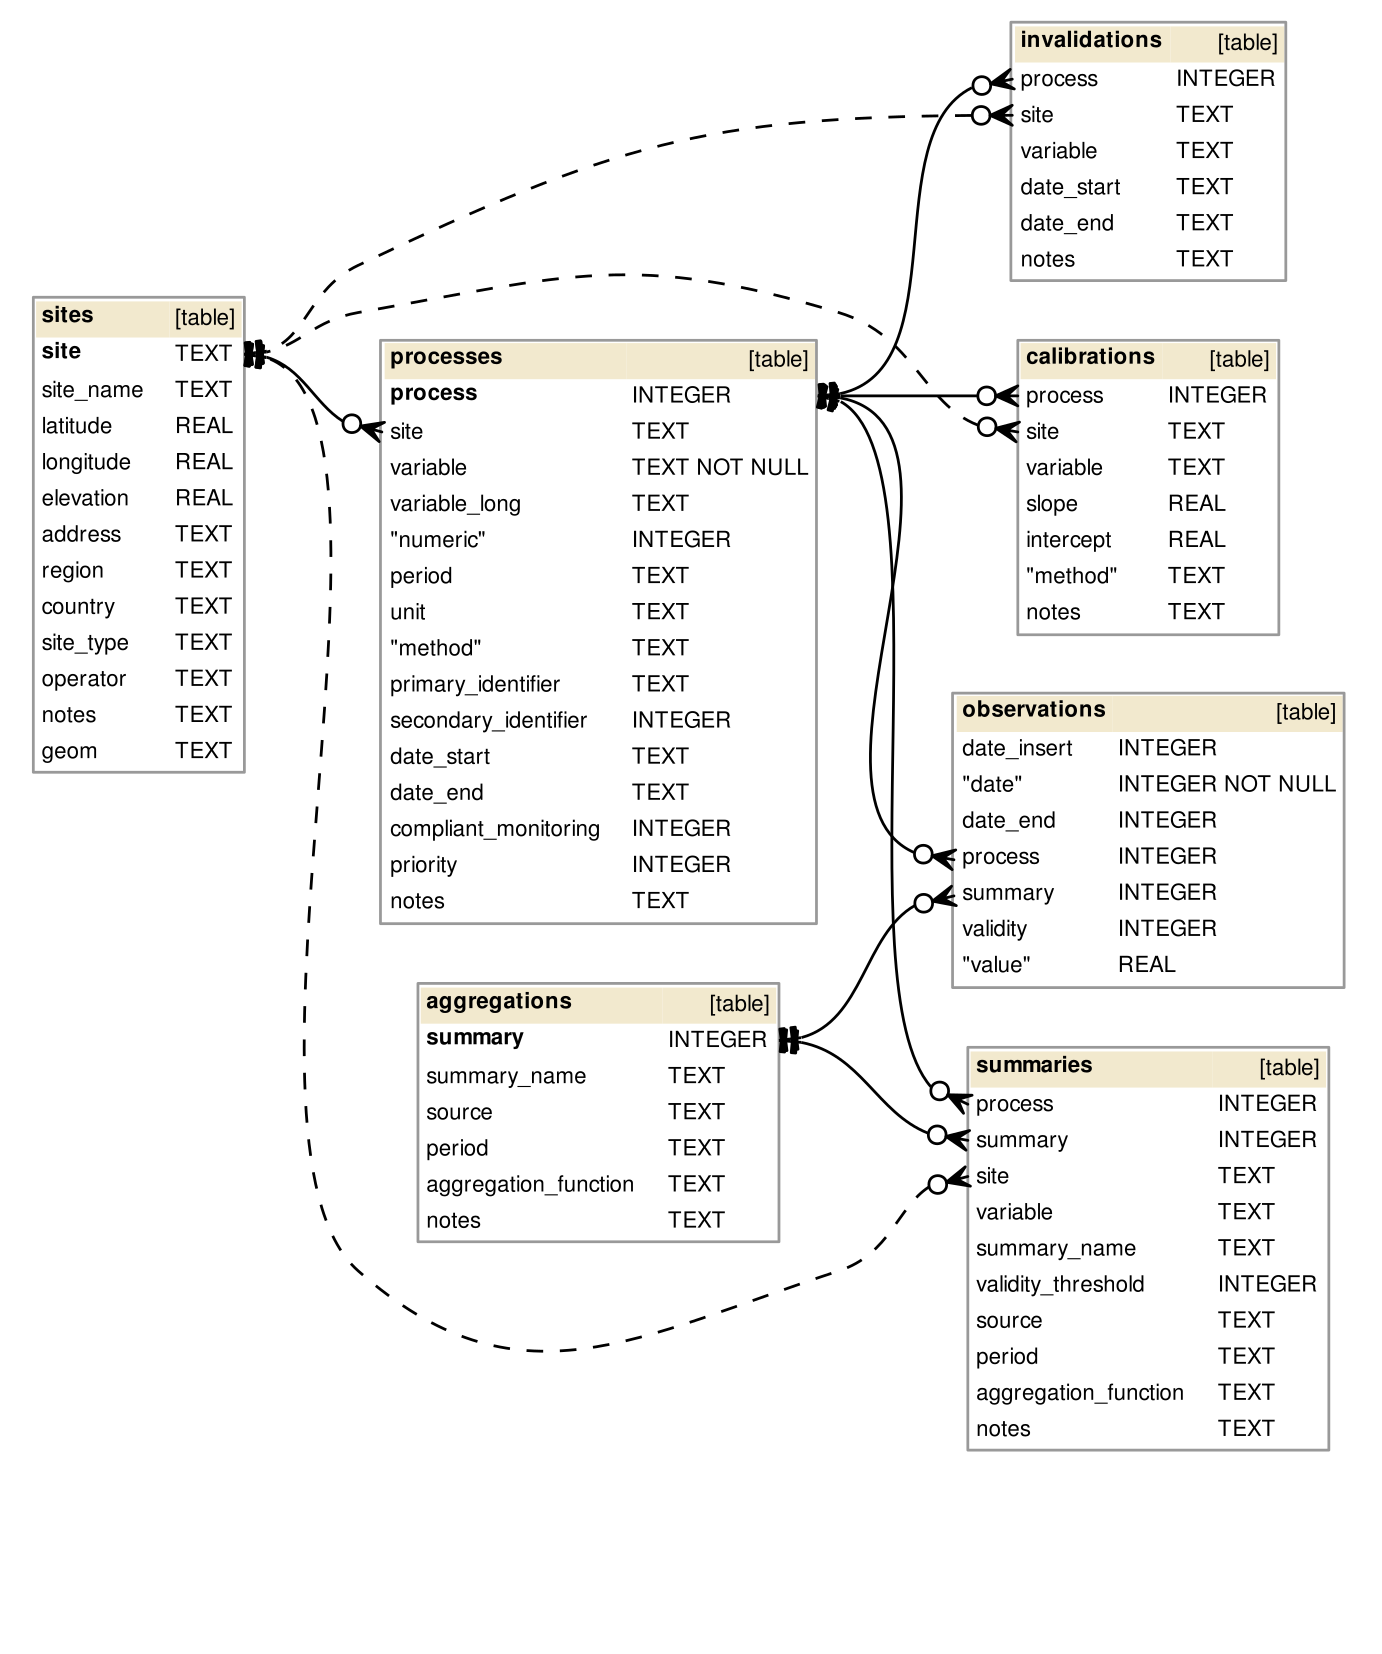 invalidations [table]
process INTEGER
site TEXT
variable TEXT
date_start TEXT
date_end TEXT
notes TEXT
sites [table]
site TEXT
site_name TEXT
latitude REAL
longitude REAL
elevation REAL
address TEXT
region TEXT
country TEXT
site_type TEXT
operator TEXT
notes TEXT
geom TEXT
processes [table]
process INTEGER
site TEXT
variable TEXT NOT NULL
variable_long TEXT
"numeric" INTEGER
period TEXT
unit TEXT
"method" TEXT
primary_identifier TEXT
secondary_identifier INTEGER
date_start TEXT
date_end TEXT
compliant_monitoring INTEGER
priority INTEGER
notes TEXT
calibrations [table]
process INTEGER
site TEXT
variable TEXT
slope REAL
intercept REAL
"method" TEXT
notes TEXT
observations [table]
date_insert INTEGER
"date" INTEGER NOT NULL
date_end INTEGER
process INTEGER
summary INTEGER
validity INTEGER
"value" REAL
aggregations [table]
summary INTEGER
summary_name TEXT
source TEXT
period TEXT
aggregation_function TEXT
notes TEXT
summaries [table]
process INTEGER
summary INTEGER
site TEXT
variable TEXT
summary_name TEXT
validity_threshold INTEGER
source TEXT
period TEXT
aggregation_function TEXT
notes TEXT